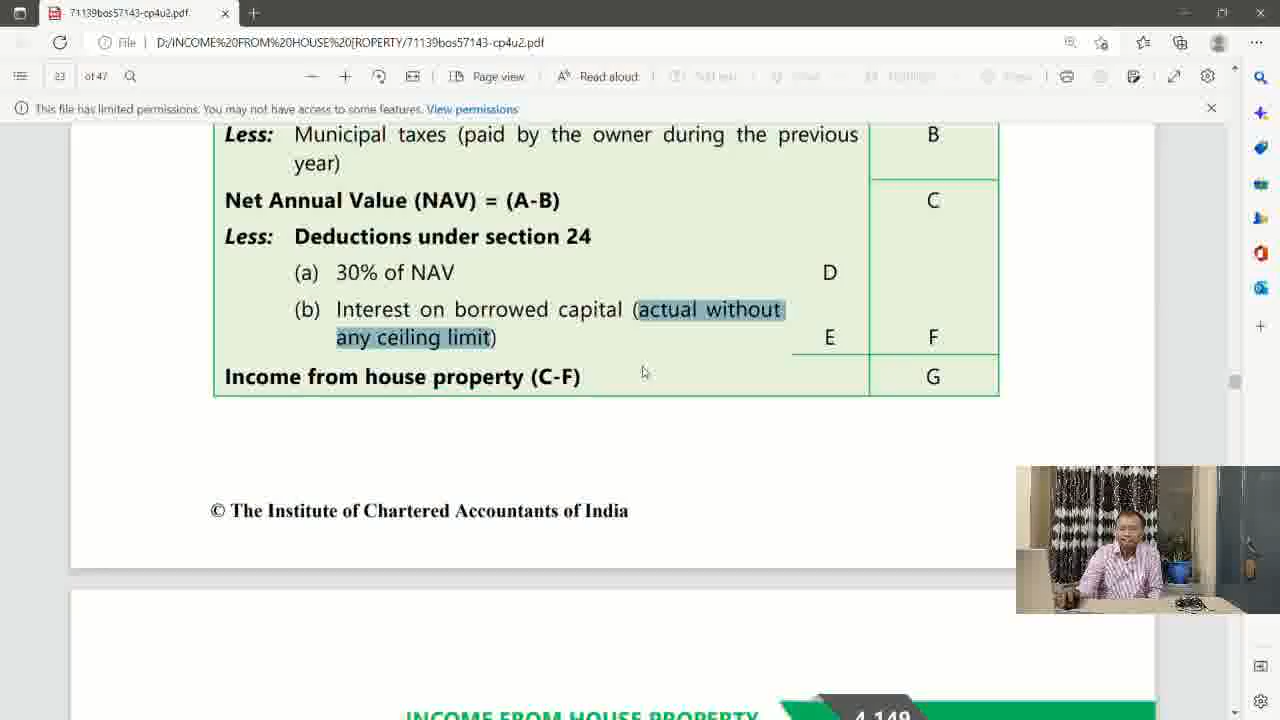 71139bos57143-cp4u2.pdf
File
D:/INCOME%20FROM%20HOUSE%20[ROPERTY/71139bos57143-cp4u2.pdf
23 of 47
Page view
Read aloud
This file has limited permissions. You may not have access to some features. View permissions
Less: Municipal taxes (paid by the owner during the previous B
year)
Net Annual Value (NAV) = (A-B) C
Less: Deductions under section 24
(a) 30% of NAV D
(b) Interest on borrowed capital (actual without
any ceiling limit) E F
Income from house property (C-F) G
© The Institute of Chartered Accountants of India
INCOME FROM HOUSE PROPERTY 4.149